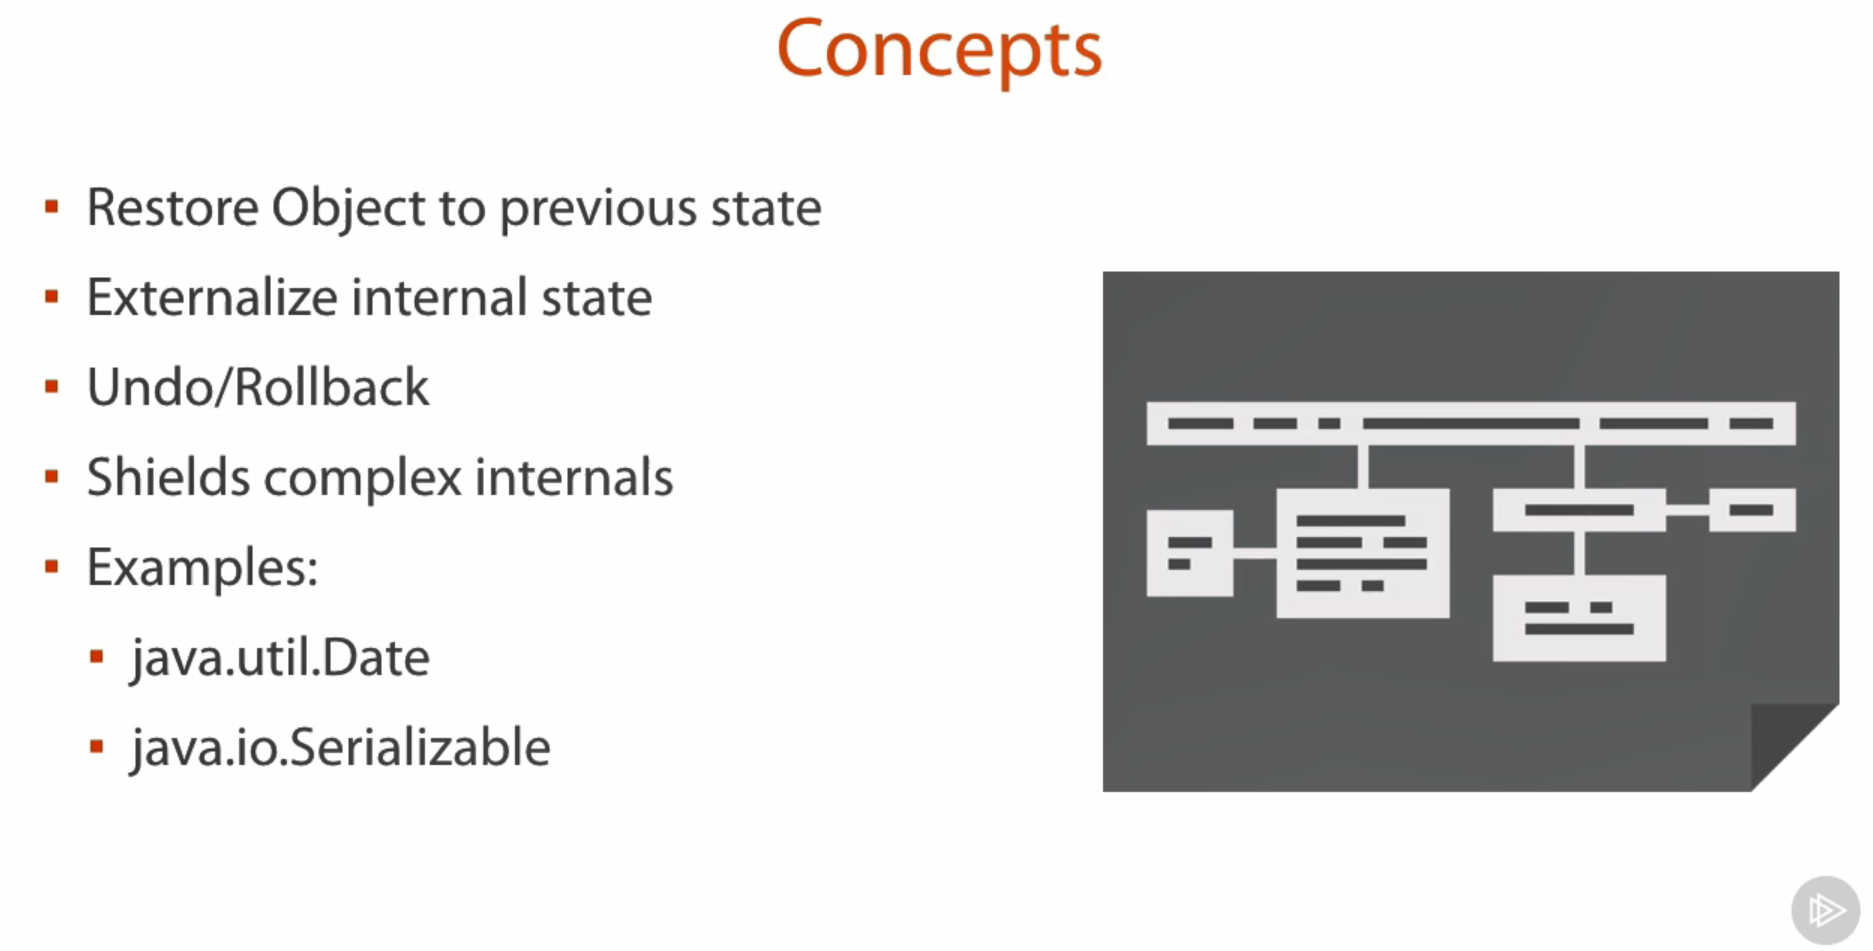 Concepts
Restore Object to previous state
Externalize internal state
Undo/Rollback
Shields complex internals
Examples:
java.util.Date
java.io.Serializable